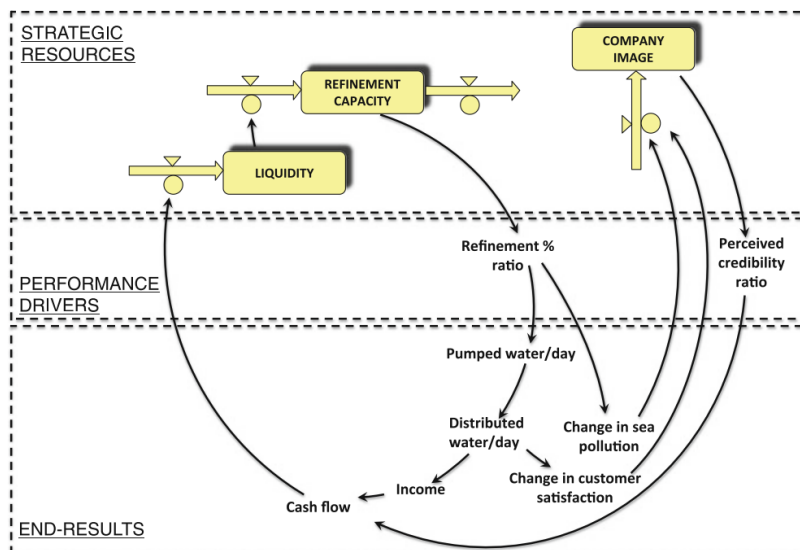 STRATEGIC
RESOURCES
COMPANY
IMAGE
REFINEMENT
CAPACITY
LIQUIDITY
Refinement %
ratio
Perceived
credibility
ratio
PERFORMANCE
DRIVERS
Pumped water/day
Distributed
water/day
Change in sea
pollution
Change in customer
satisfaction
Income
Cash flow
END-RESULTS